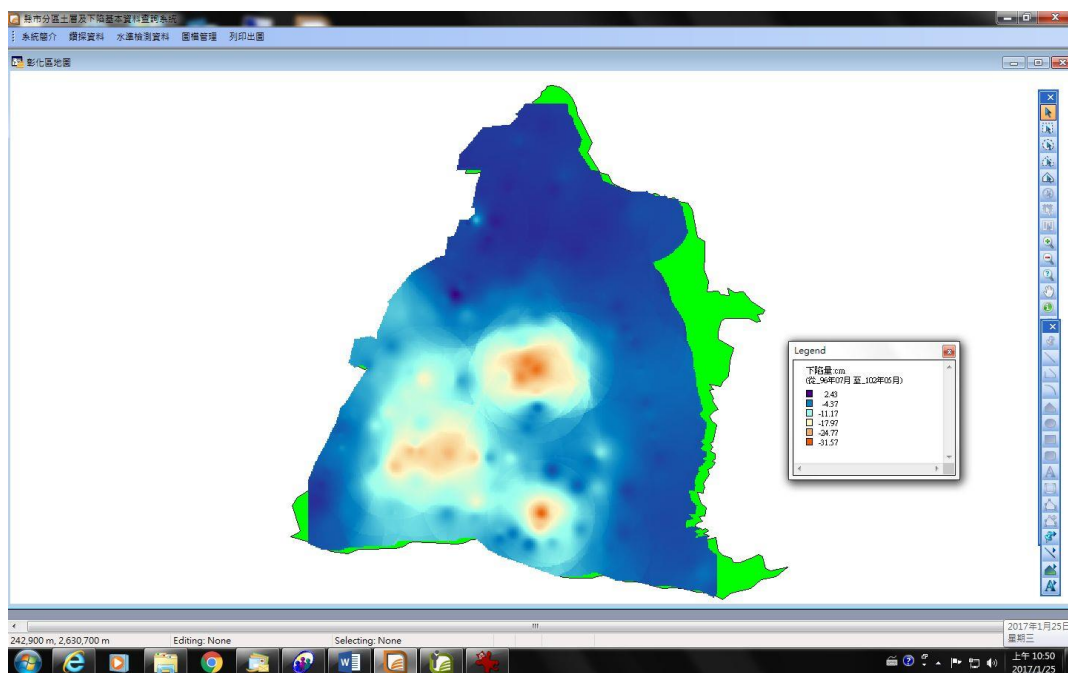 縣市分區土層及下陷基本資料查詢系統
系統簡介 鑽探資料 水準檢測資料 圖檔管理 列印出圖
彰化區地圖
Legend
下陷量:cm
(從_96年07月 至_102年05月)
2.43
-4.37
-11.17
-17.97
-24.77
-31.57
242,900 m, 2,630,700 m Editing: None Selecting: None
2017年1月25日
星期三
上午 10:50
2017/1/25